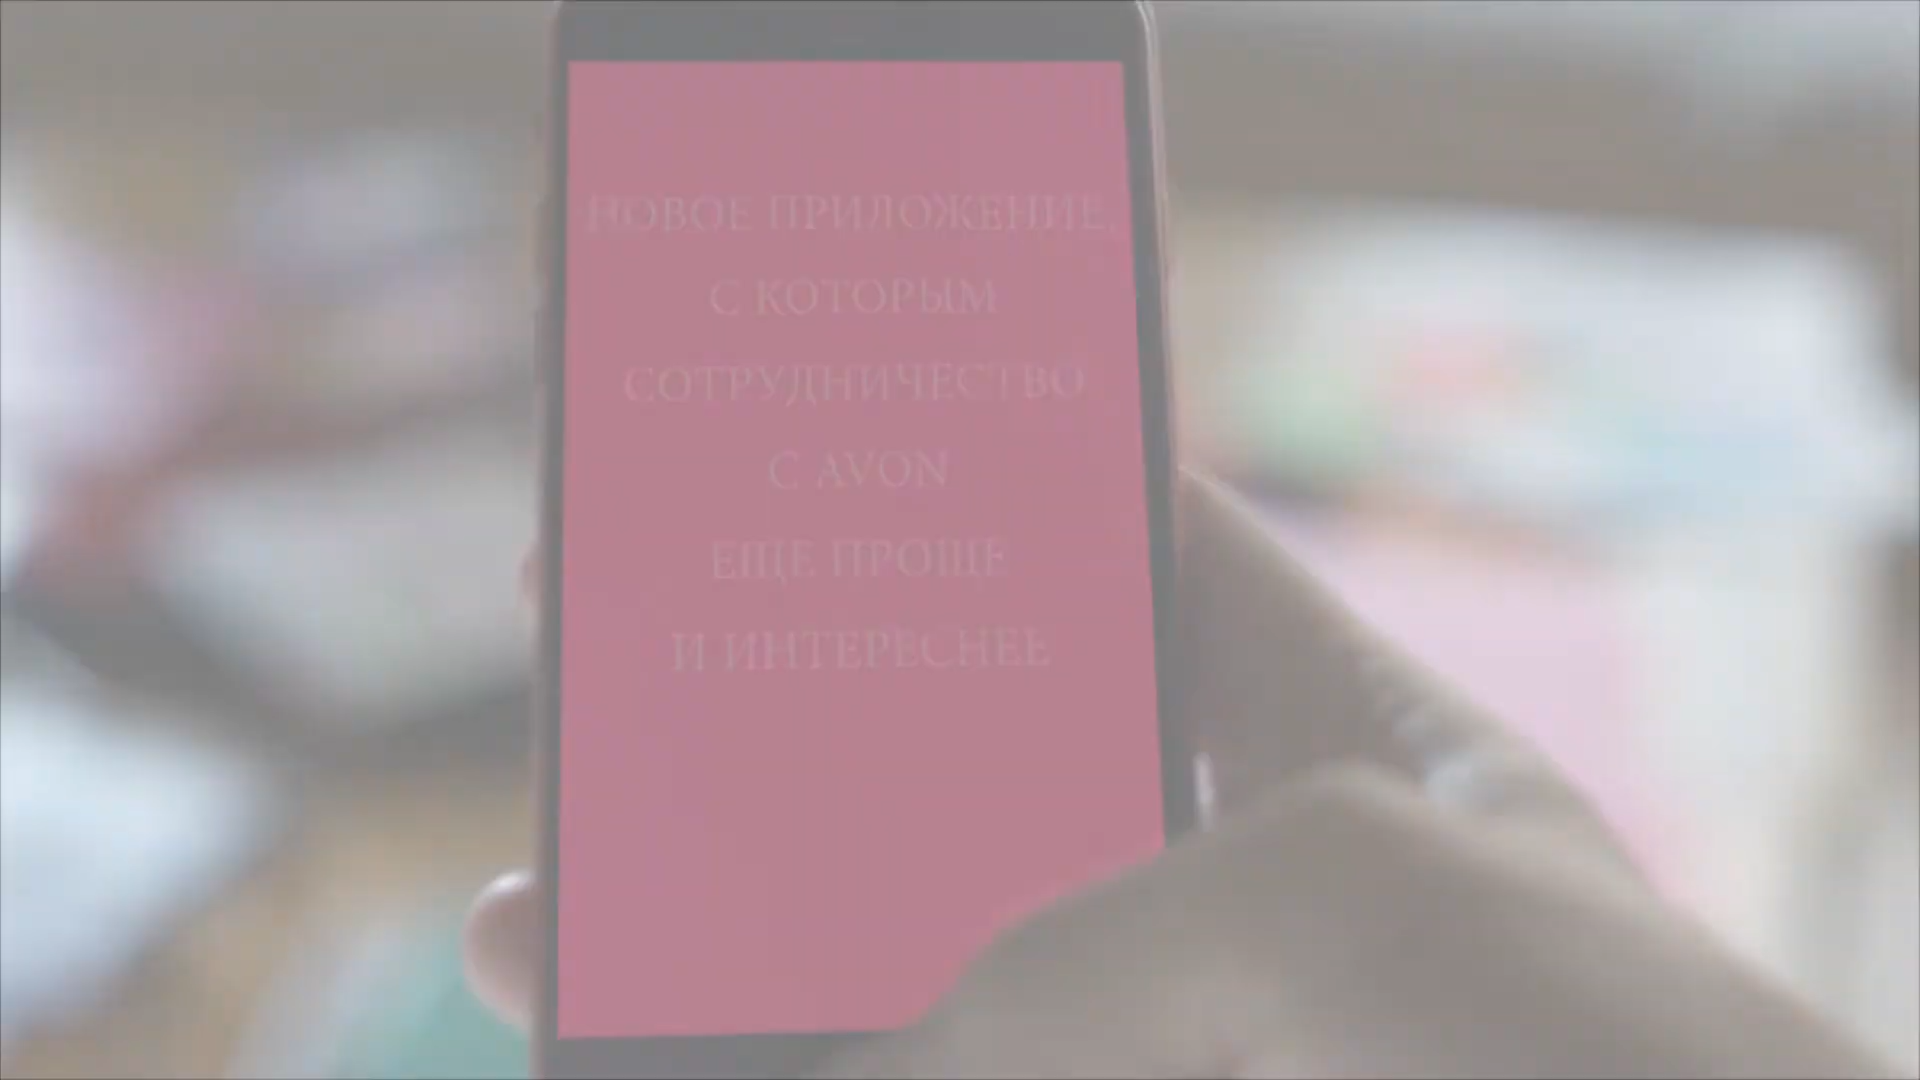 НОВОЕ ПРИЛОЖЕНИЕ,
С КОТОРЫМ
СОТРУДНИЧЕСТВО
С AVON
ЕЩЕ ПРОЩЕ
И ИНТЕРЕСНЕЕ